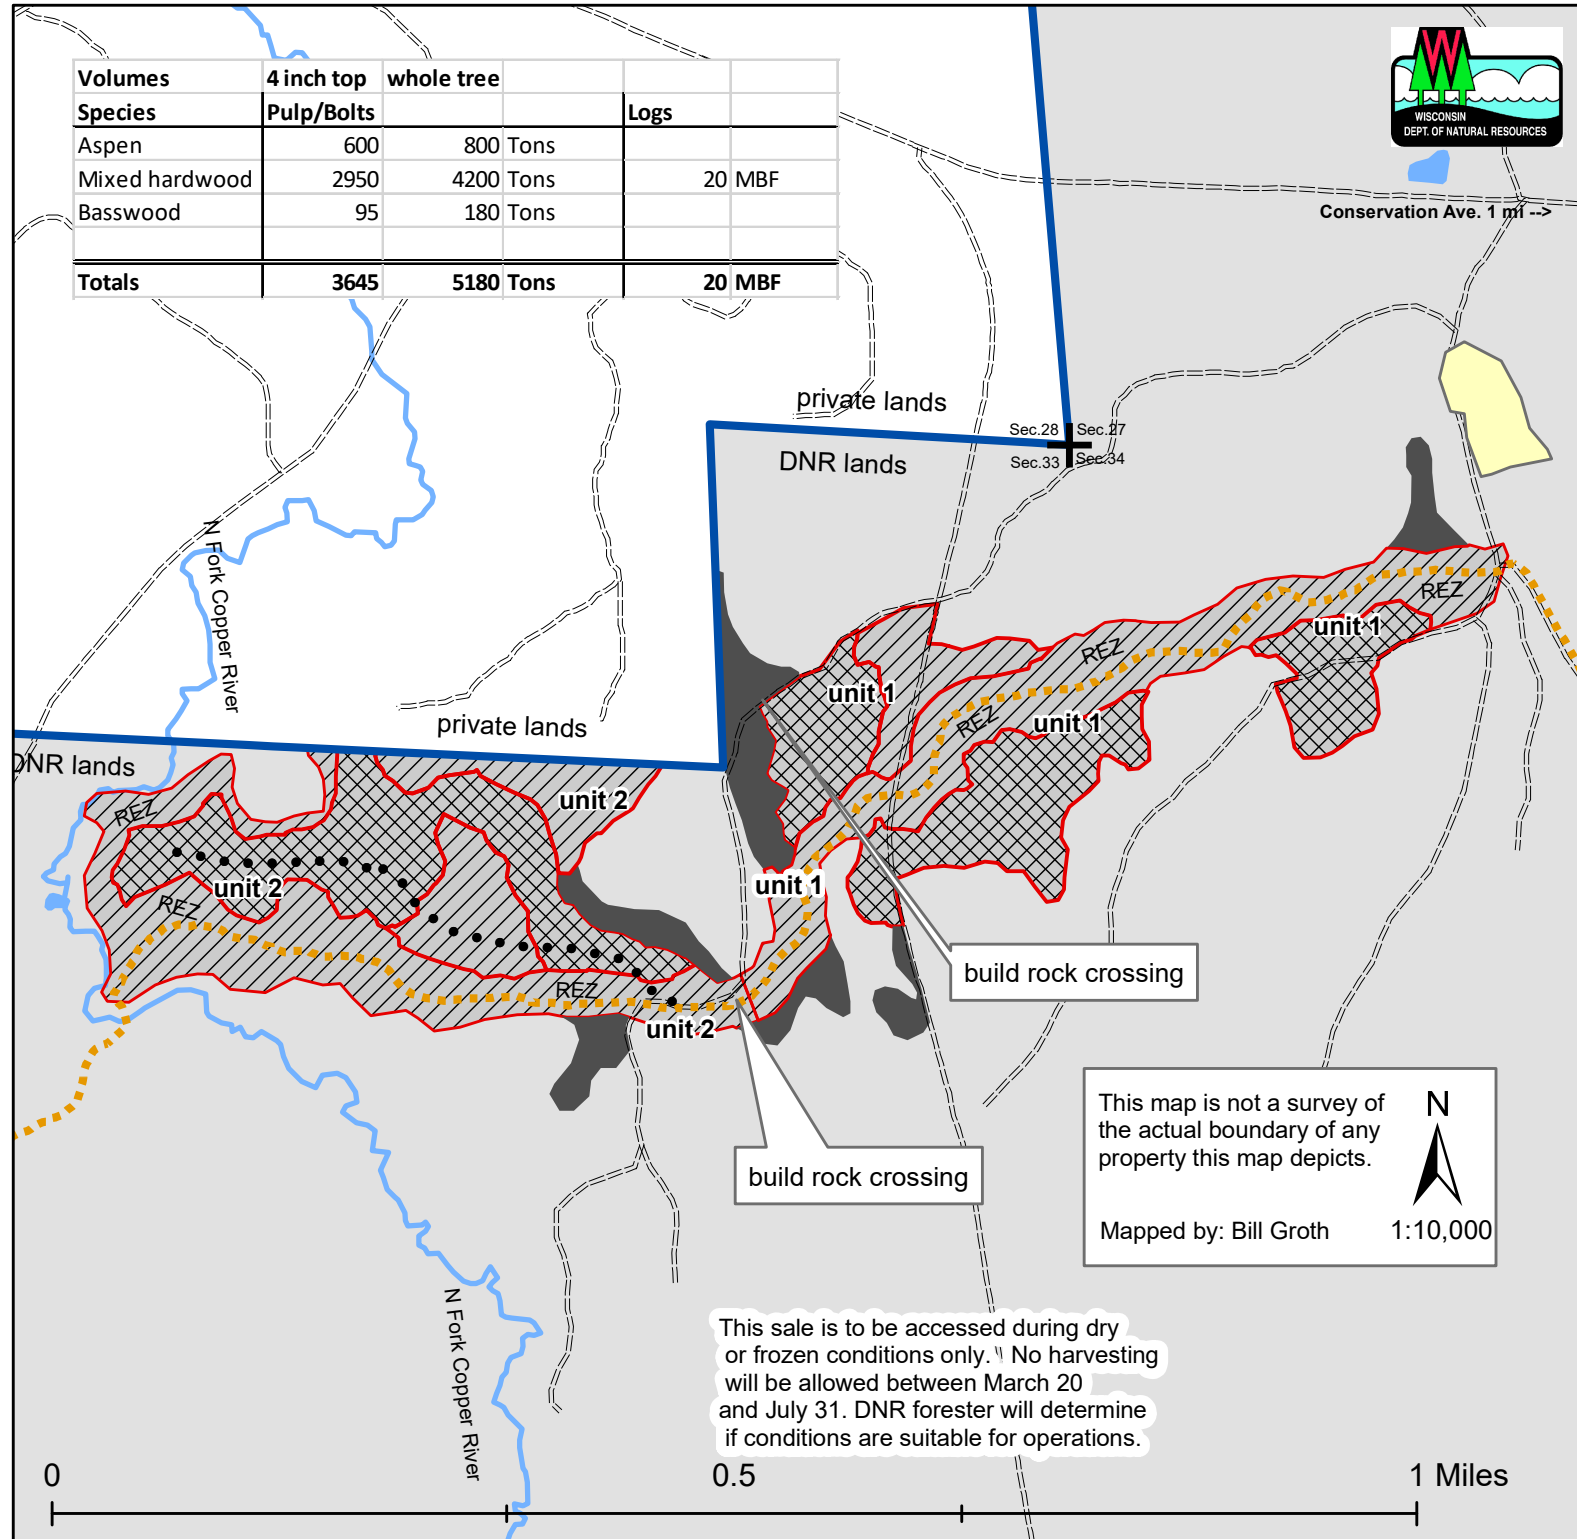 Volumes 4 inch top whole tree
Species Pulp/Bolts Logs
Aspen 600 800 Tons
Mixed hardwood 2950 4200 Tons 20 MBF
Basswood 95 180 Tons
Totals 3645 5180 Tons 20 MBF
WISCONSIN
DEPT. OF NATURAL RESOURCES
Conservation Ave. 1 mi -->
private lands
Sec.28 Sec.27
Sec.33 Sec.34
DNR lands
N Fork Copper River
REZ
unit 1
REZ
unit 1
REZ
unit 1
private lands
DNR lands
unit 2
REZ
unit 2
unit 1
REZ
build rock crossing
REZ
unit 2
build rock crossing
This map is not a survey of
the actual boundary of any
property this map depicts.
N
Mapped by: Bill Groth 1:10,000
N Fork Copper River
This sale is to be accessed during dry
or frozen conditions only. No harvesting
will be allowed between March 20
and July 31. DNR forester will determine
if conditions are suitable for operations.
0 0.5 1 Miles